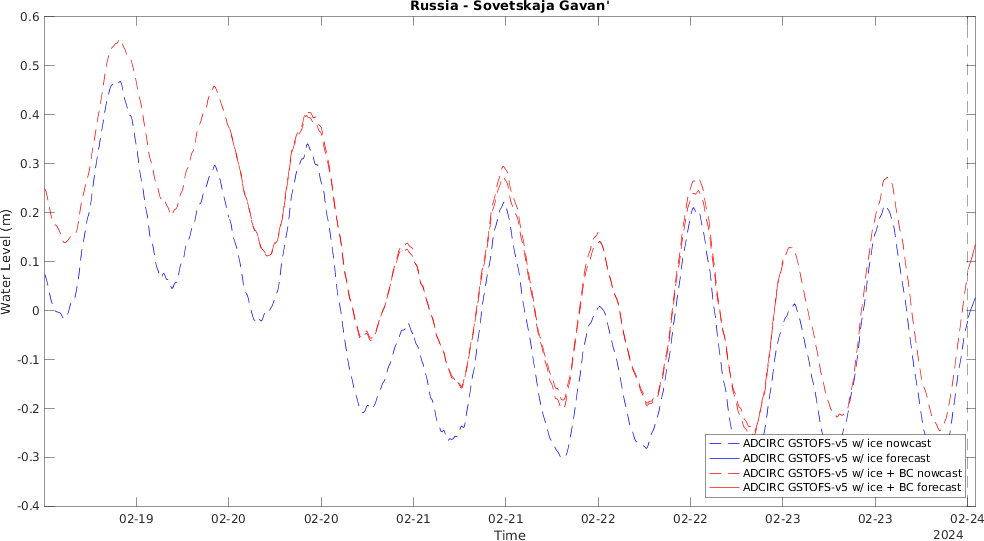 Russia - Sovetskaja Gavan'
0.6
0.5
0.4
0.3
0.2
0.1
0
-0.1
-0.2
-0.3
-0.4
Water Level (m)
ADCIRC GSTOFS-v5 w/ ice nowcast
ADCIRC GSTOFS-v5 w/ ice forecast
ADCIRC GSTOFS-v5 w/ ice + BC nowcast
ADCIRC GSTOFS-v5 w/ ice + BC forecast
02-19 02-20 02-20 02-21 02-21 02-22 02-22 02-23 02-23 02-24
Time
2024